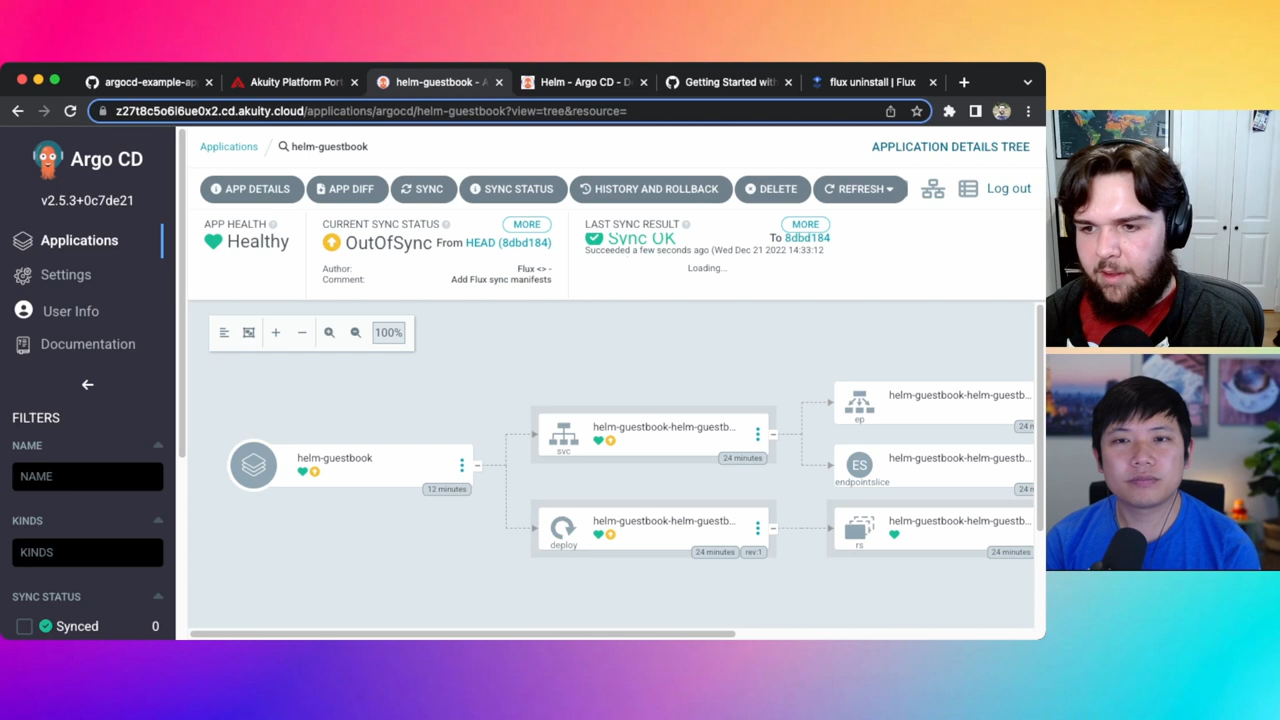 argocd-example-ap
Akuity Platform Port
helm-guestbook - A
Helm - Argo CD - De
Getting Started with
flux uninstall | Flux
z27t8c5o6l6ue0x2.cd.akuity.cloud/applications/argocd/helm-guestbook?view=tree&resource=
Argo CD
v2.5.3+0c7de21
Applications
Settings
User Info
Documentation
FILTERS
NAME
NAME
KINDS
KINDS
SYNC STATUS
Synced 0
Applications / helm-guestbook
APPLICATION DETAILS TREE
APP DETAILS APP DIFF SYNC SYNC STATUS HISTORY AND ROLLBACK DELETE REFRESH
Log out
APP HEALTH
Healthy
CURRENT SYNC STATUS MORE
OutOfSync From HEAD (8dbd184)
Author: Flux <> -
Comment: Add Flux sync manifests
LAST SYNC RESULT MORE
Sync OK To 8dbd184
Succeeded a few seconds ago (Wed Dec 21 2022 14:33:12
Loading...
100%
helm-guestbook
12 minutes
helm-guestbook-helm-guestb...
svc
24 minutes
helm-guestbook-helm-guestb...
deploy
24 minutes rev:1
helm-guestbook-helm-guestb...
ep
24 m
helm-guestbook-helm-guestb...
ES
endpointslice
24 m
helm-guestbook-helm-guestb...
rs
24 minutes